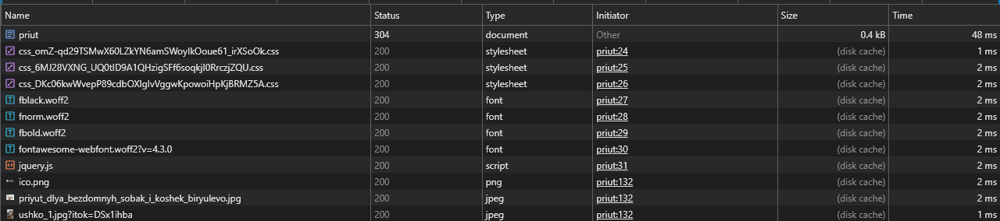 Name Status Type Initiator Size Time
priut 304 document Other 0.4 kB 48 ms
css_omZ-qd29TSMwX60LZkYN6amSWoylkOoue61_irXSoOk.css 200 stylesheet priut:24 (disk cache) 1 ms
css_6MJ28VXNG_UQ0tlD9A1QHzigSFf6soqkjl0RrczjZQU.css 200 stylesheet priut:25 (disk cache) 2 ms
css_DKc06kwWvepP89cdbOXlglvVggwKpowoiHpKjBRMZ5A.css 200 stylesheet priut:26 (disk cache) 2 ms
fblack.woff2 200 font priut:27 (disk cache) 2 ms
fnorm.woff2 200 font priut:28 (disk cache) 2 ms
fbold.woff2 200 font priut:29 (disk cache) 2 ms
fontawesome-webfont.woff2?v=4.3.0 200 font priut:30 (disk cache) 2 ms
jquery.js 200 script priut:31 (disk cache) 2 ms
ico.png 200 png priut:132 (disk cache) 2 ms
priyut_dlya_bezdomnyh_sobak_i_koshek_biryulevo.jpg 200 jpeg priut:132 (disk cache) 2 ms
ushko_1.jpg?itok=DSx1ihba 200 jpeg priut:132 (disk cache) 1 ms